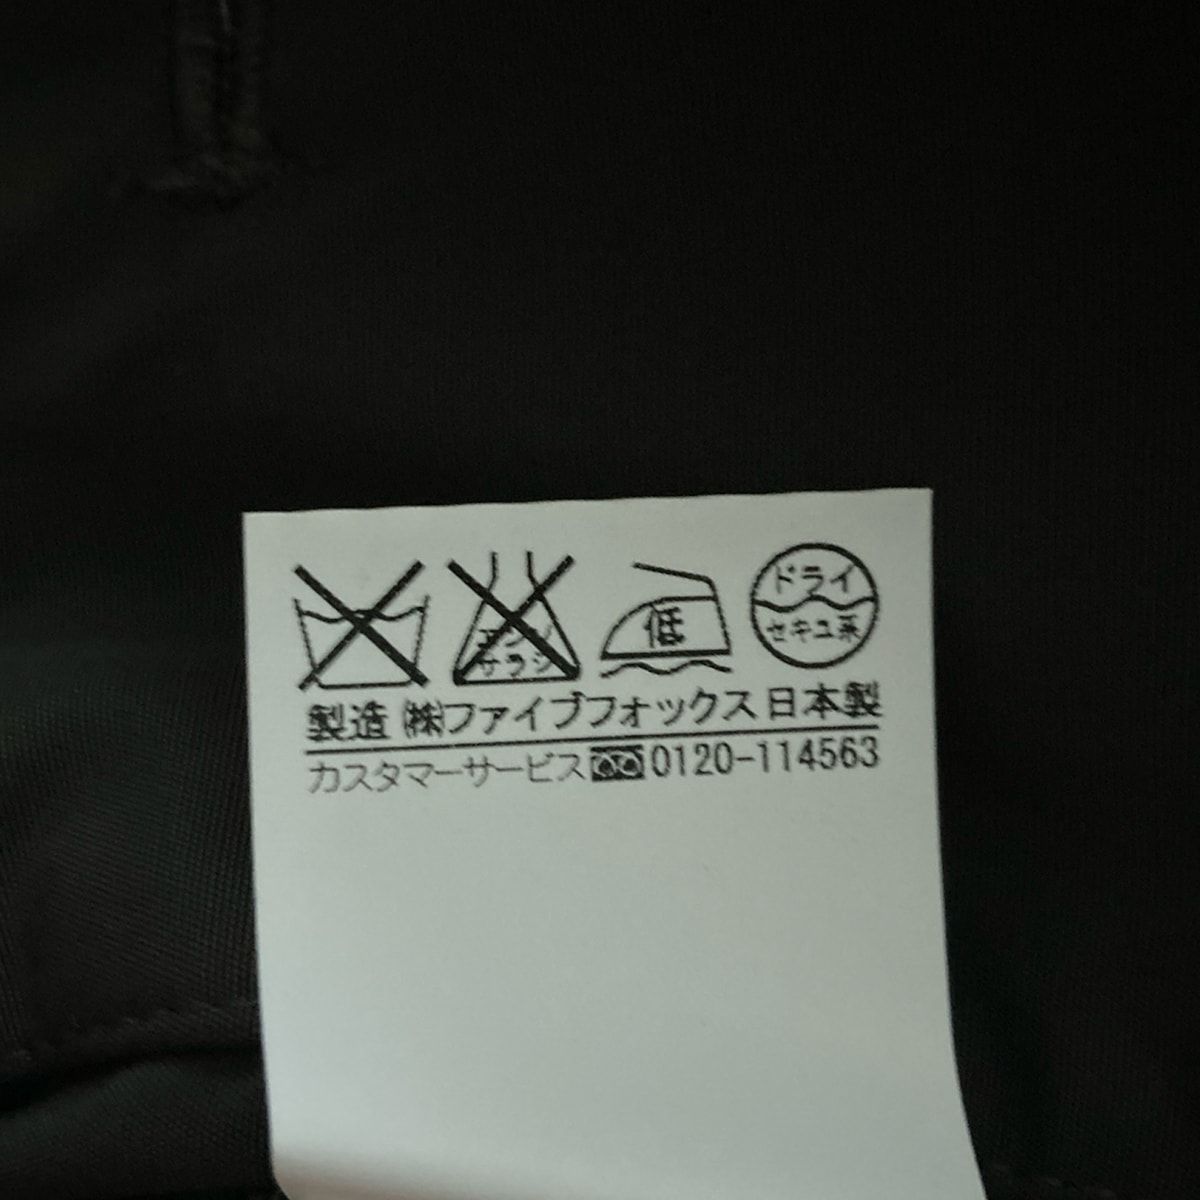 エンソ サラシ 低 ドライ セキユ系
製造 ㈱ファイブフォックス 日本製
カスタマーサービス 0120-114563